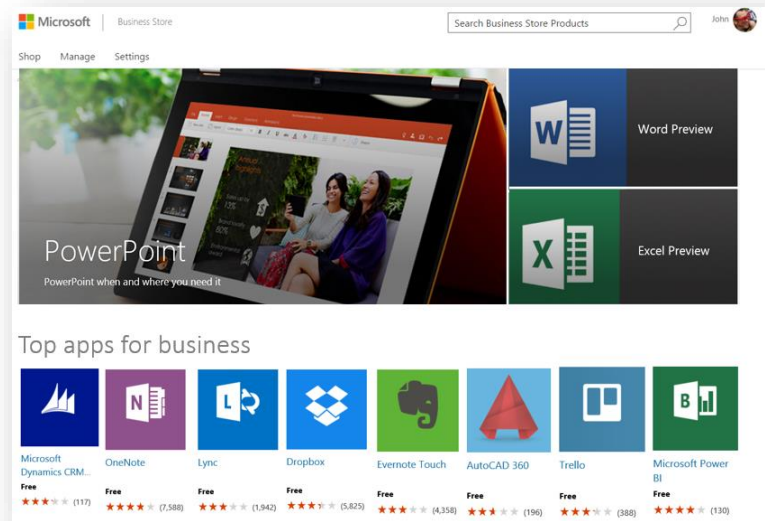 Microsoft Business Store
Search Business Store Products
John
Shop Manage Settings
Annual
Highlights
PowerPoint
PowerPoint when and where you need it
Word Preview
Excel Preview
Top apps for business
Microsoft
Dynamics CRM...
Free
(117)
OneNote
Free
(7,588)
Lync
Free
(1,942)
Dropbox
Free
(5,825)
Evernote Touch
Free
(4,358)
AutoCAD 360
Free
(196)
Trello
Free
(388)
Microsoft Power
BI
Free
(130)